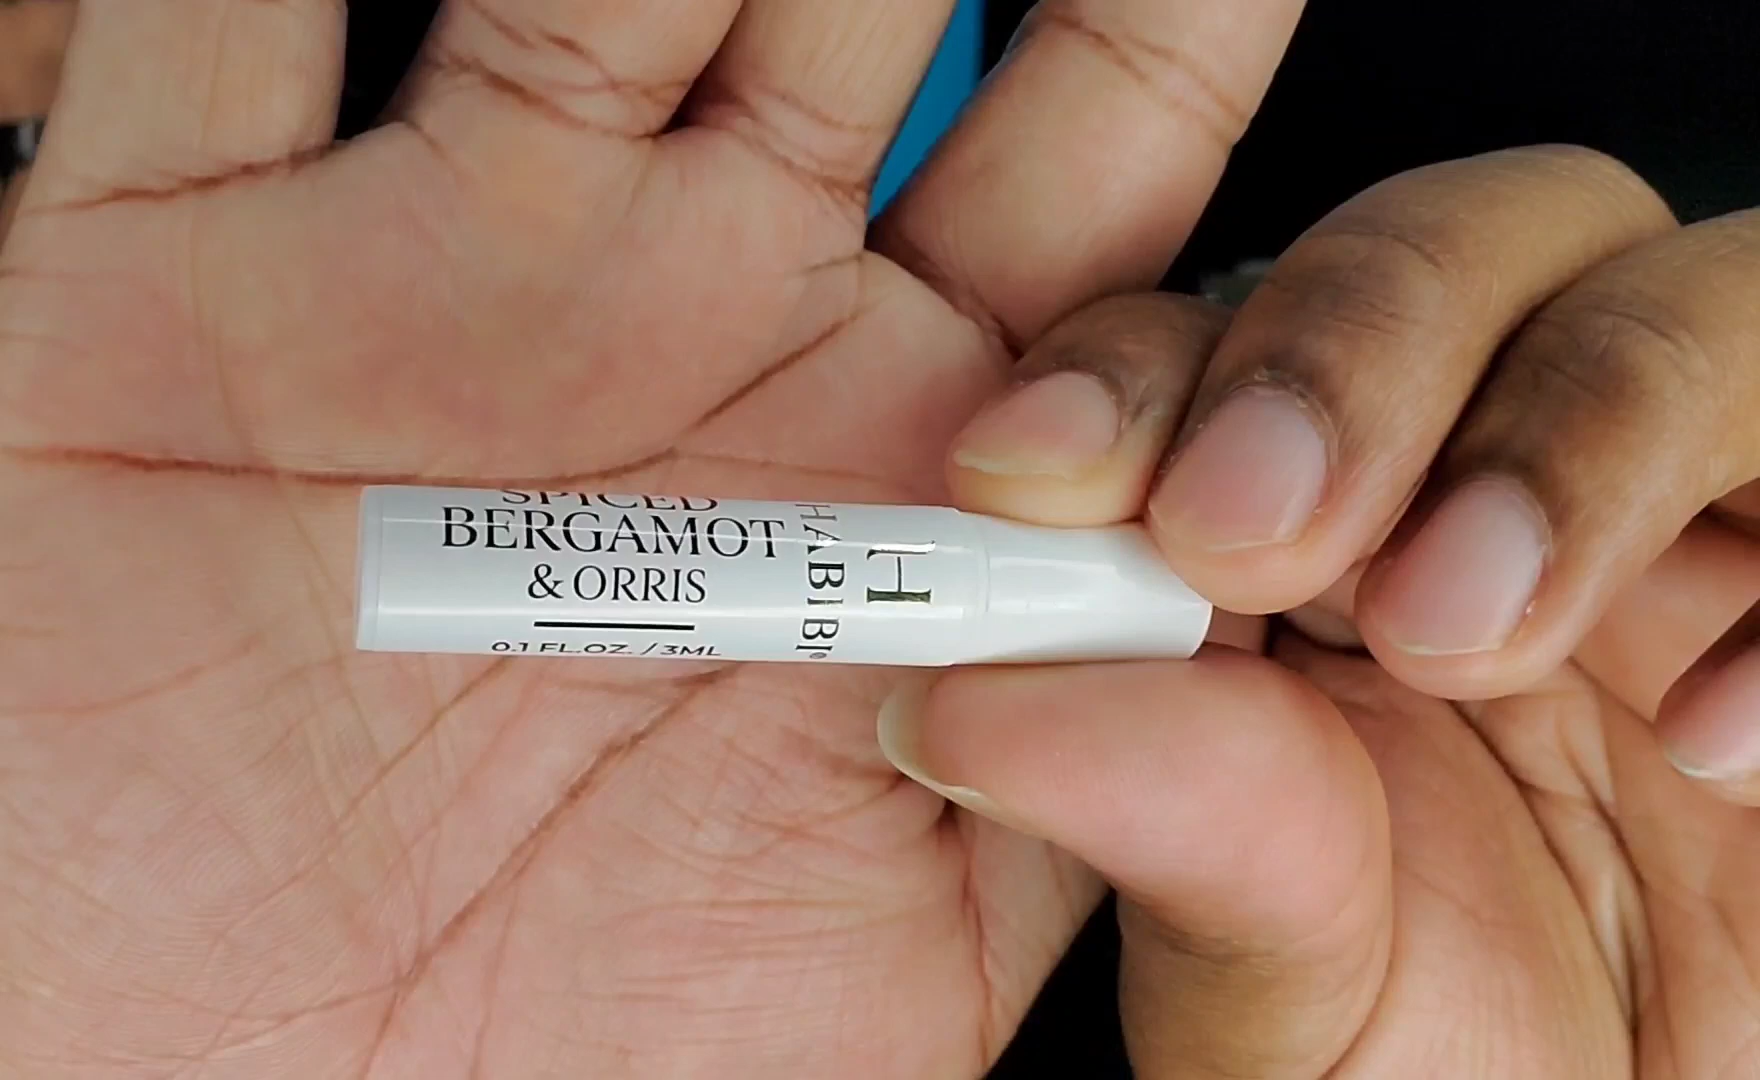 SPICED
BERGAMOT
& ORRIS
0.1 FL.OZ. / 3ML
H
HABIBI®